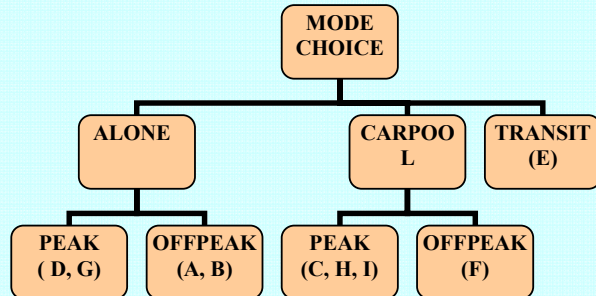 MODE
CHOICE
ALONE
CARPOO
L
TRANSIT
(E)
PEAK
( D, G)
OFFPEAK
(A, B)
PEAK
(C, H, I)
OFFPEAK
(F)